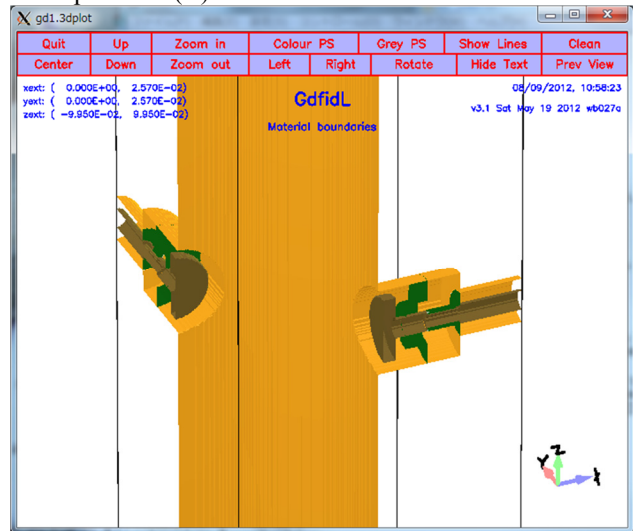 gd1.3dplot
Quit Up Zoom in Colour PS Grey PS Show Lines Clean
Center Down Zoom out Left Right Rotate Hide Text Prev View
xext: ( 0.000E+00, 2.570E-02)
yext: ( 0.000E+00, 2.570E-02)
zext: ( -9.950E-02, 9.950E-02)
08/09/2012, 10:58:23
GdfidL
v3.1 Sat May 19 2012 wb027a
Material boundaries
Z
Y
X